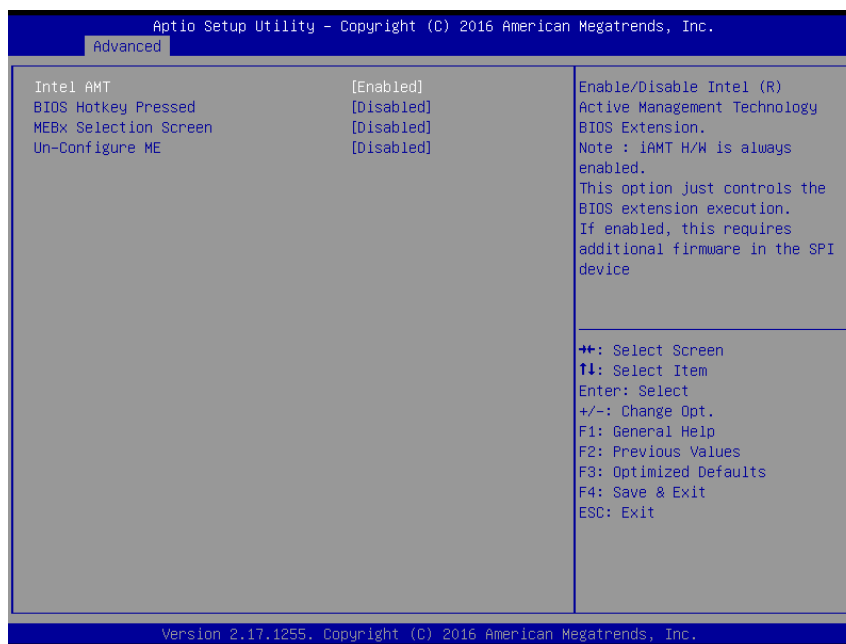 Aptio Setup Utility – Copyright (C) 2016 American Megatrends, Inc.
Advanced
Intel AMT [Enabled]
BIOS Hotkey Pressed [Disabled]
MEBx Selection Screen [Disabled]
Un-Configure ME [Disabled]
Enable/Disable Intel (R)
Active Management Technology
BIOS Extension.
Note : iAMT H/W is always
enabled.
This option just controls the
BIOS extension execution.
If enabled, this requires
additional firmware in the SPI
device
→←: Select Screen
↑↓: Select Item
Enter: Select
+/-: Change Opt.
F1: General Help
F2: Previous Values
F3: Optimized Defaults
F4: Save & Exit
ESC: Exit
Version 2.17.1255. Copyright (C) 2016 American Megatrends, Inc.